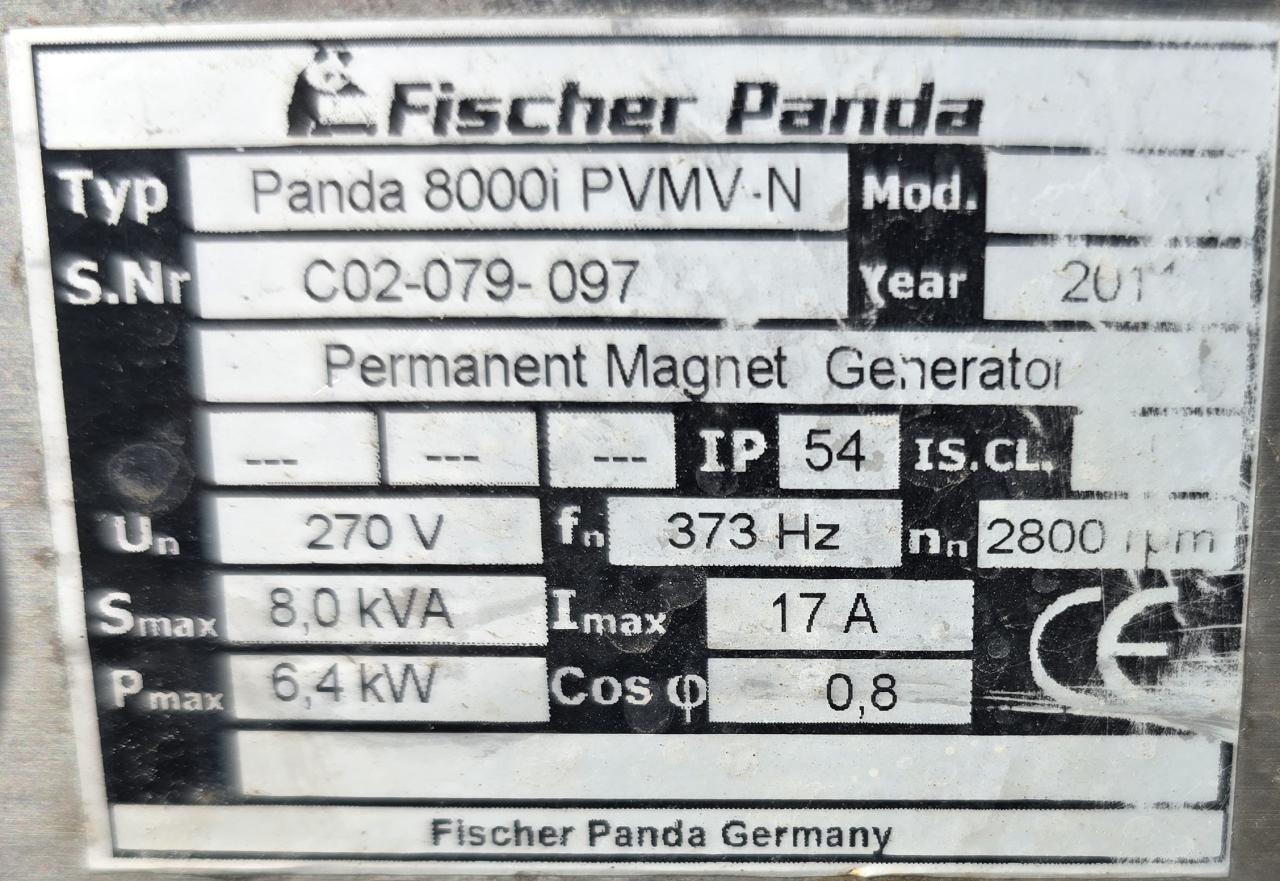 Fischer Panda
Typ Panda 8000i PVMV-N Mod.
S.Nr C02-079-097 Year
Permanent Magnet Generator
--- --- --- IP 54 IS.CL.
Un 270 V fn 373 Hz nn 2800 rpm
Smax 8,0 kVA Imax 17 A CE
Pmax 6,4 kW Cos φ 0,8
Fischer Panda Germany